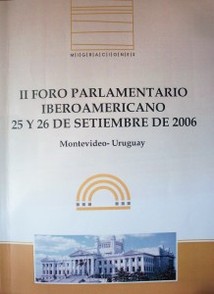 II FORO PARLAMENTARIO
IBEROAMERICANO
25 Y 26 DE SETIEMBRE DE 2006
Montevideo- Uruguay